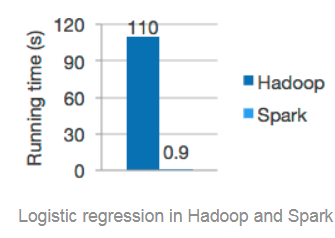 Running time (s)
120
90
60
30
0
110
0.9
Hadoop
Spark
Logistic regression in Hadoop and Spark